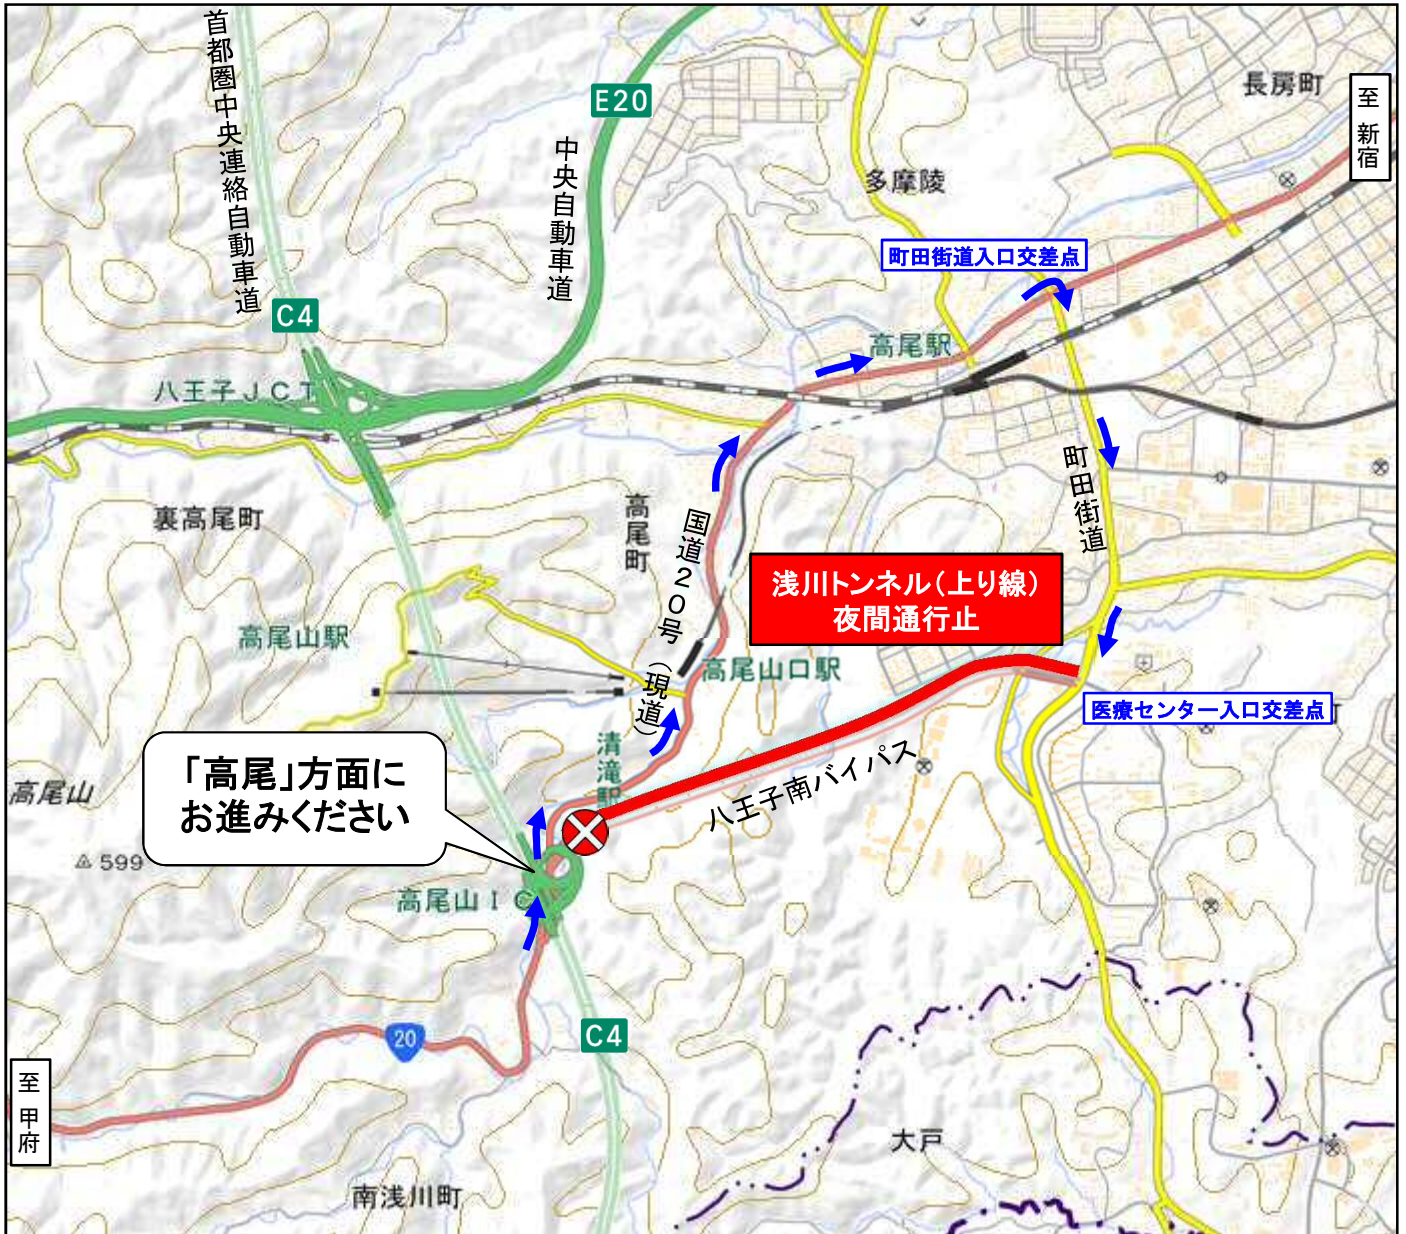 首都圏中央連絡自動車道
E20
中央自動車道
長房町
至 新宿
多摩陵
町田街道入口交差点
C4
高尾駅
八王子JCT
町田街道
裏高尾町
高尾町
国道20号(現道)
浅川トンネル(上り線)
夜間通行止
高尾山駅
高尾山口駅
医療センター入口交差点
町
清滝駅
「高尾」方面に
お進みください
高尾山
八王子南バイパス
599
高尾山IC
20
C4
至 甲府
大戸
南浅川町